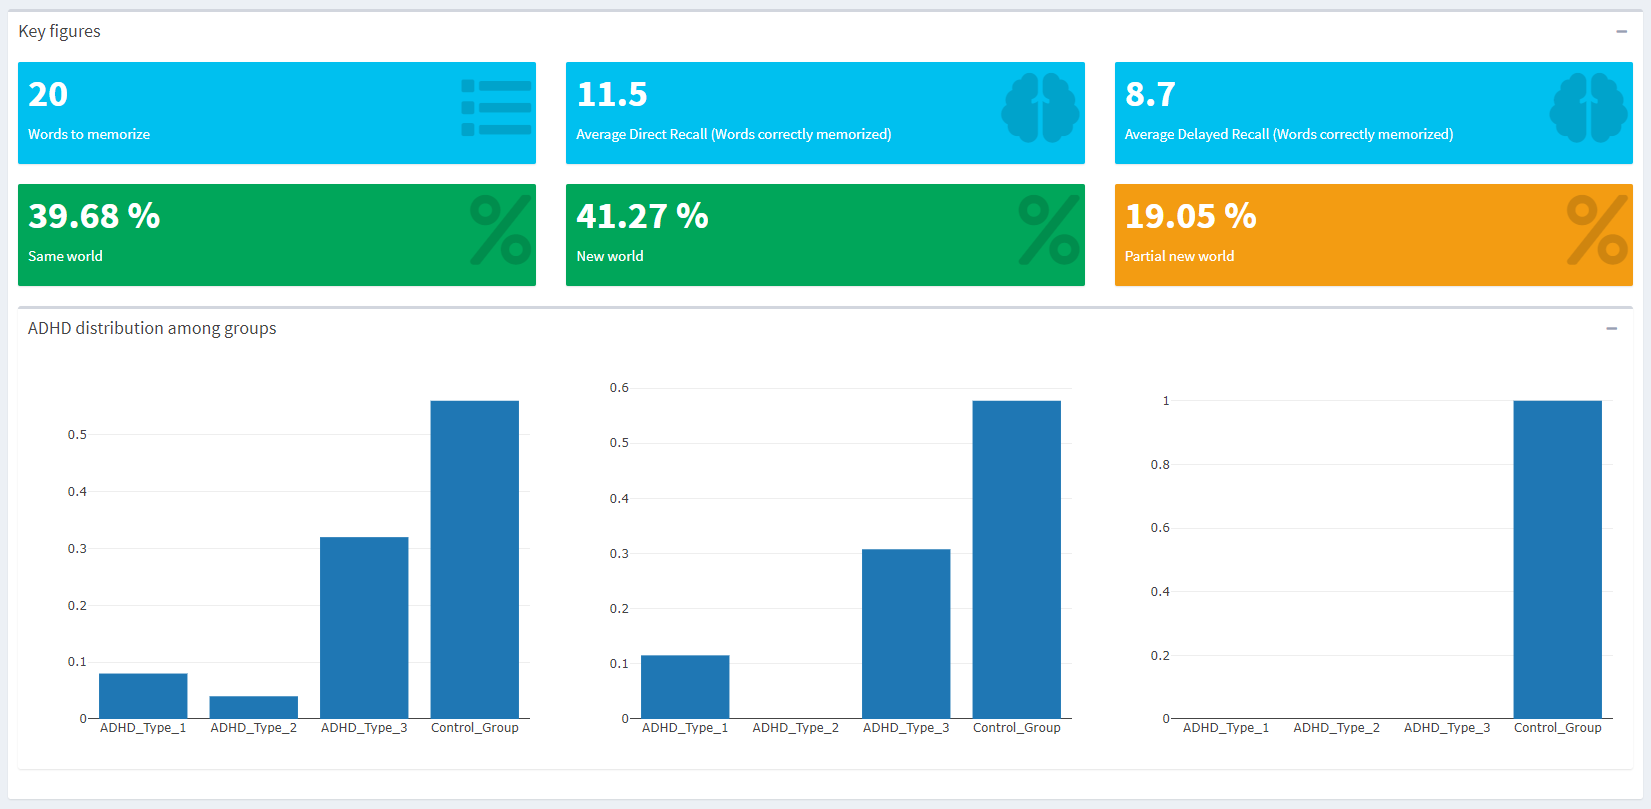 Key figures
20
Words to memorize
11.5
Average Direct Recall (Words correctly memorized)
8.7
Average Delayed Recall (Words correctly memorized)
39.68 %
Same world
41.27 %
New world
19.05 %
Partial new world
ADHD distribution among groups
0.5
0.4
0.3
0.2
0.1
0
ADHD_Type_1 ADHD_Type_2 ADHD_Type_3 Control_Group
0.6
0.5
0.4
0.3
0.2
0.1
0
ADHD_Type_1 ADHD_Type_2 ADHD_Type_3 Control_Group
1
0.8
0.6
0.4
0.2
0
ADHD_Type_1 ADHD_Type_2 ADHD_Type_3 Control_Group